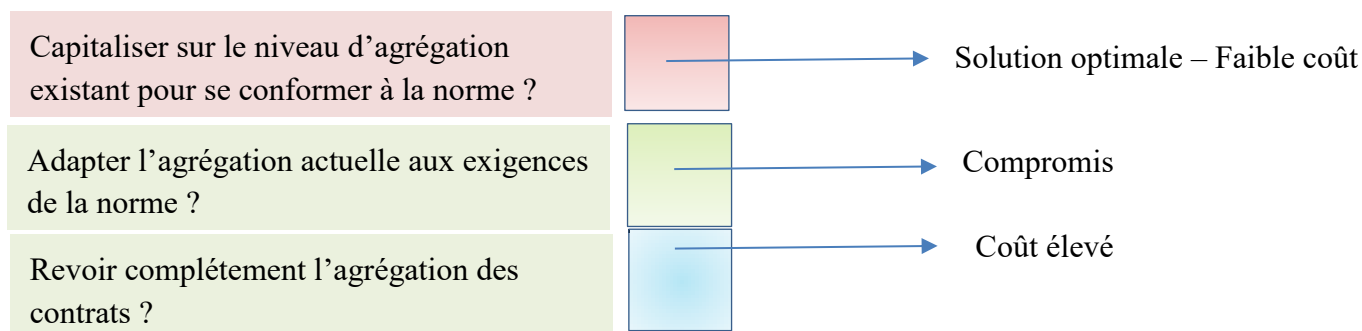 Capitaliser sur le niveau d’agrégation
existant pour se conformer à la norme ?
Solution optimale – Faible coût
Adapter l’agrégation actuelle aux exigences
de la norme ?
Compromis
Revoir complétement l’agrégation des
contrats ?
Coût élevé